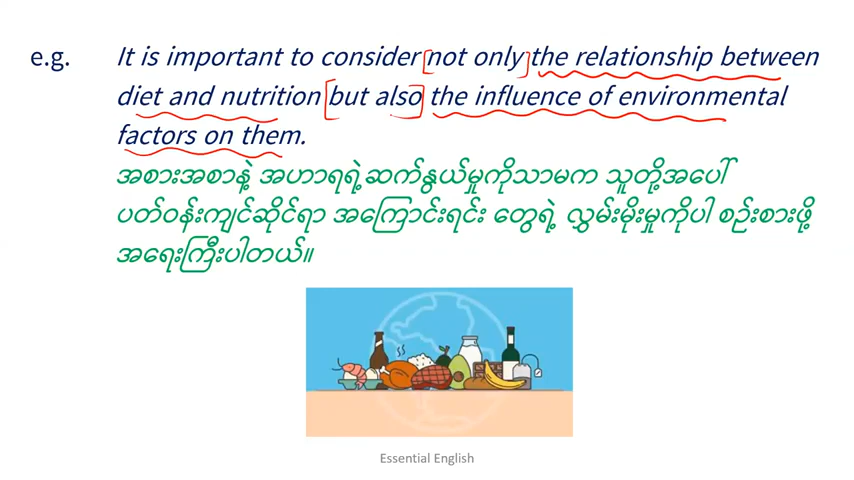 e.g. It is important to consider not only the relationship between
diet and nutrition but also the influence of environmental
factors on them.
အစားအစာနဲ့ အဟာရရဲ့ဆက်နွယ်မှုကိုသာမက သူတို့အပေါ်
ပတ်ဝန်းကျင်ဆိုင်ရာ အကြောင်းရင်း တွေရဲ့ လွှမ်းမိုးမှုကိုပါ စဉ်းစားဖို့
အရေးကြီးပါတယ်။
Essential English